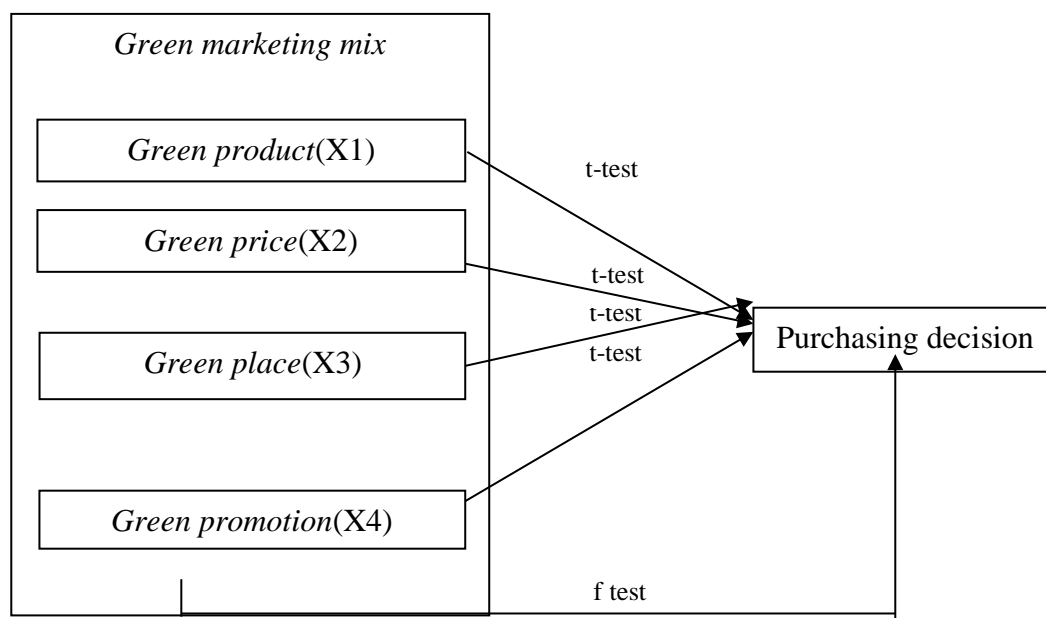 Green marketing mix
Green product(X1)
t-test
Green price(X2)
t-test
t-test
Purchasing decision
t-test
Green place(X3)
Green promotion(X4)
f test